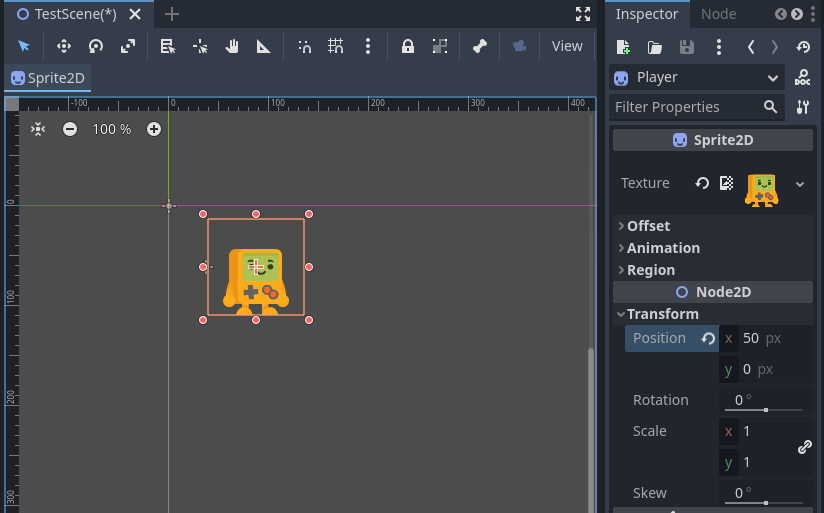 TestScene(*)
Inspector
Node
View
Sprite2D
Player
Filter Properties
-100
0
100
200
300
400
100 %
0
100
200
300
Sprite2D
Texture
Offset
Animation
Region
Node2D
Transform
Position x 50 px
y 0 px
Rotation 0 °
Scale x 1
y 1
Skew 0 °